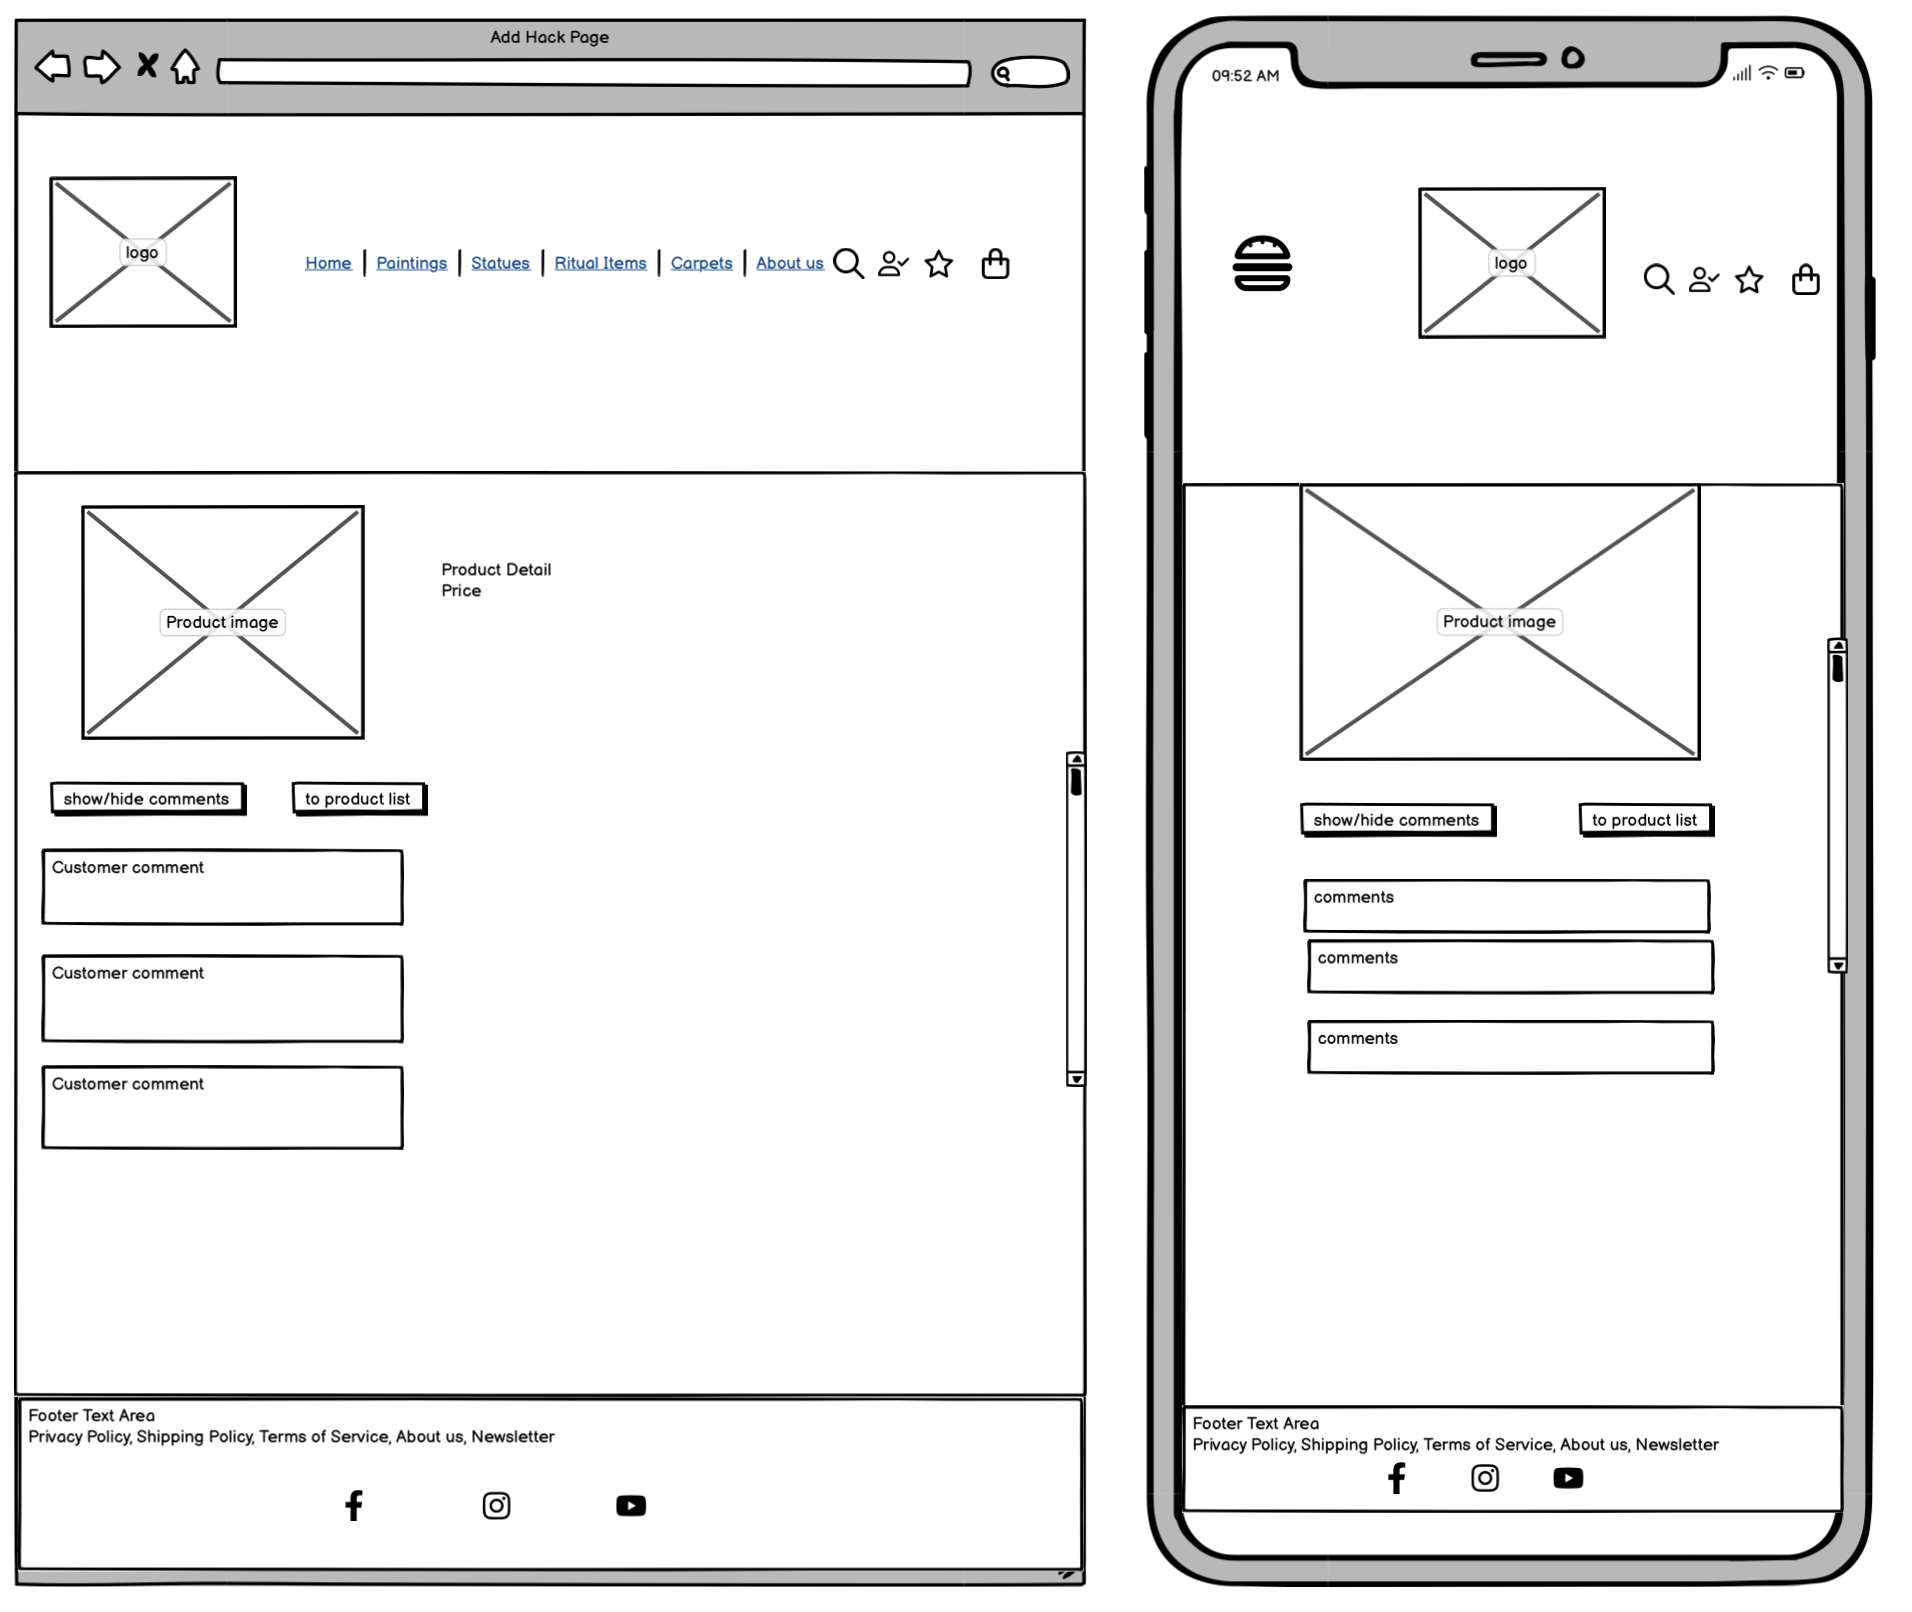 Add Hack Page
logo
Home | Paintings | Statues | Ritual Items | Carpets | About us
Product image
Product Detail
Price
show/hide comments
to product list
Customer comment
Customer comment
Customer comment
Footer Text Area
Privacy Policy, Shipping Policy, Terms of Service, About us, Newsletter
09:52 AM
logo
Product image
show/hide comments
to product list
comments
comments
comments
Footer Text Area
Privacy Policy, Shipping Policy, Terms of Service, About us, Newsletter